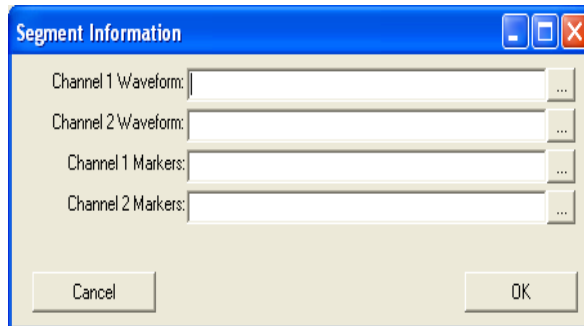 Segment Information
Channel 1 Waveform: ...
Channel 2 Waveform: ...
Channel 1 Markers: ...
Channel 2 Markers: ...
Cancel OK